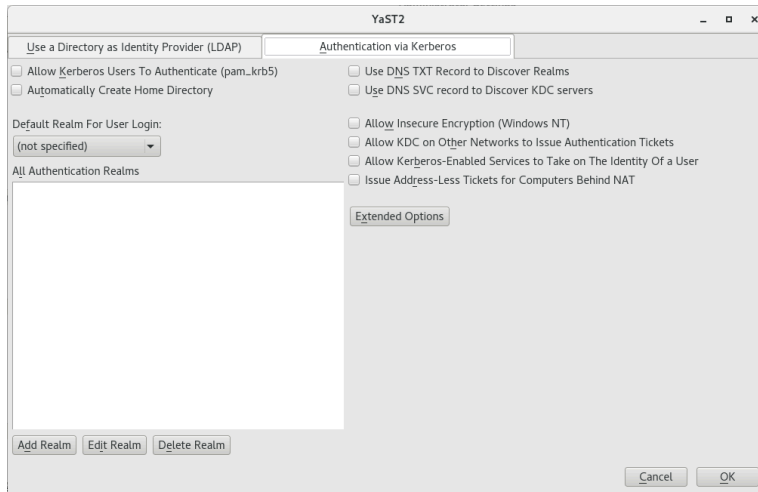 YaST2
Use a Directory as Identity Provider (LDAP)
Authentication via Kerberos
Allow Kerberos Users To Authenticate (pam_krb5)
Automatically Create Home Directory
Default Realm For User Login:
(not specified)
All Authentication Realms
Add Realm
Edit Realm
Delete Realm
Use DNS TXT Record to Discover Realms
Use DNS SVC record to Discover KDC servers
Allow Insecure Encryption (Windows NT)
Allow KDC on Other Networks to Issue Authentication Tickets
Allow Kerberos-Enabled Services to Take on The Identity Of a User
Issue Address-Less Tickets for Computers Behind NAT
Extended Options
Cancel
OK